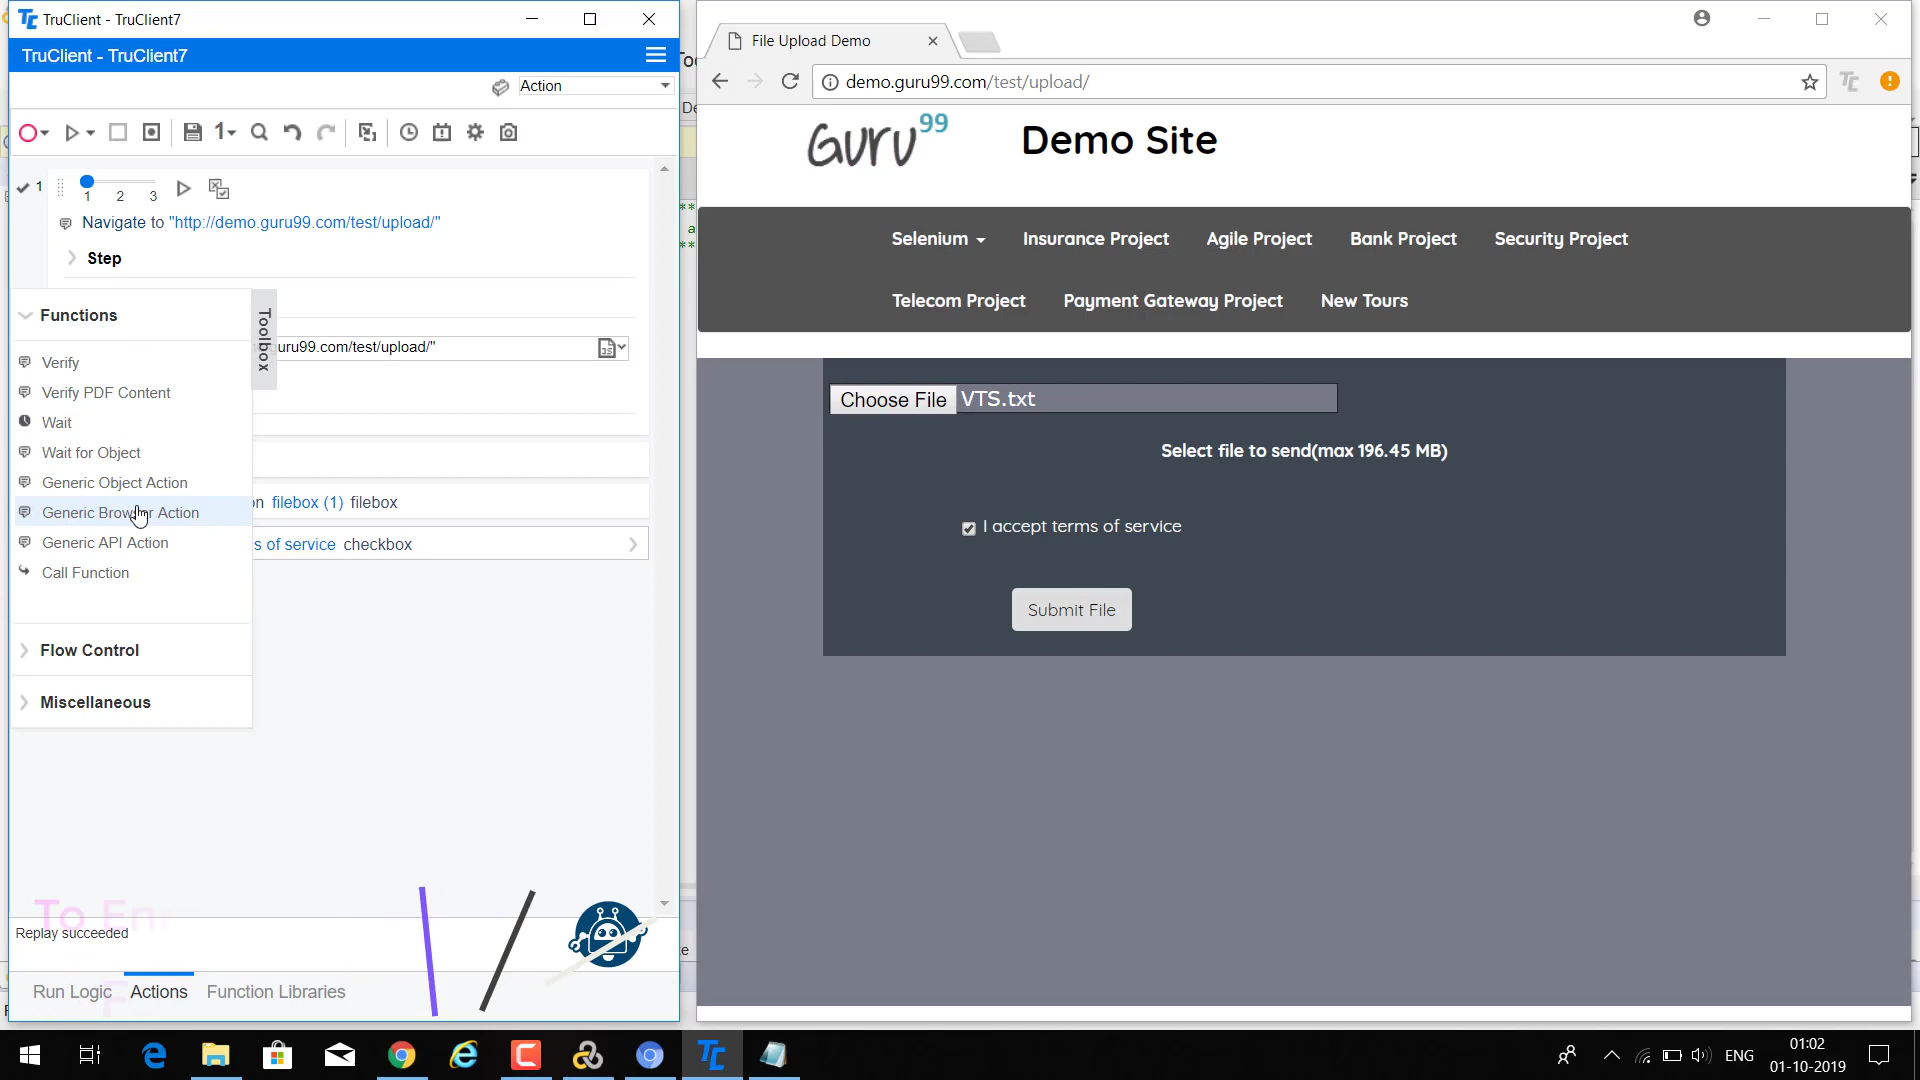 TruClient - TruClient7
TruClient - TruClient7
Action
1
1
1 2 3
Navigate to "http://demo.guru99.com/test/upload/"
Step
Functions
Toolbox
uru99.com/test/upload/"
JS
Verify
Verify PDF Content
Wait
Wait for Object
Generic Object Action
Generic Browser Action
Generic API Action
Call Function
on filebox (1) filebox
s of service checkbox
Flow Control
Miscellaneous
To En
Replay succeeded
F
Run Logic Actions Function Libraries
File Upload Demo
demo.guru99.com/test/upload/
Guru99
Demo Site
Selenium Insurance Project Agile Project Bank Project Security Project
Telecom Project Payment Gateway Project New Tours
Choose File VTS.txt
Select file to send(max 196.45 MB)
I accept terms of service
Submit File
ENG
01:02
01-10-2019